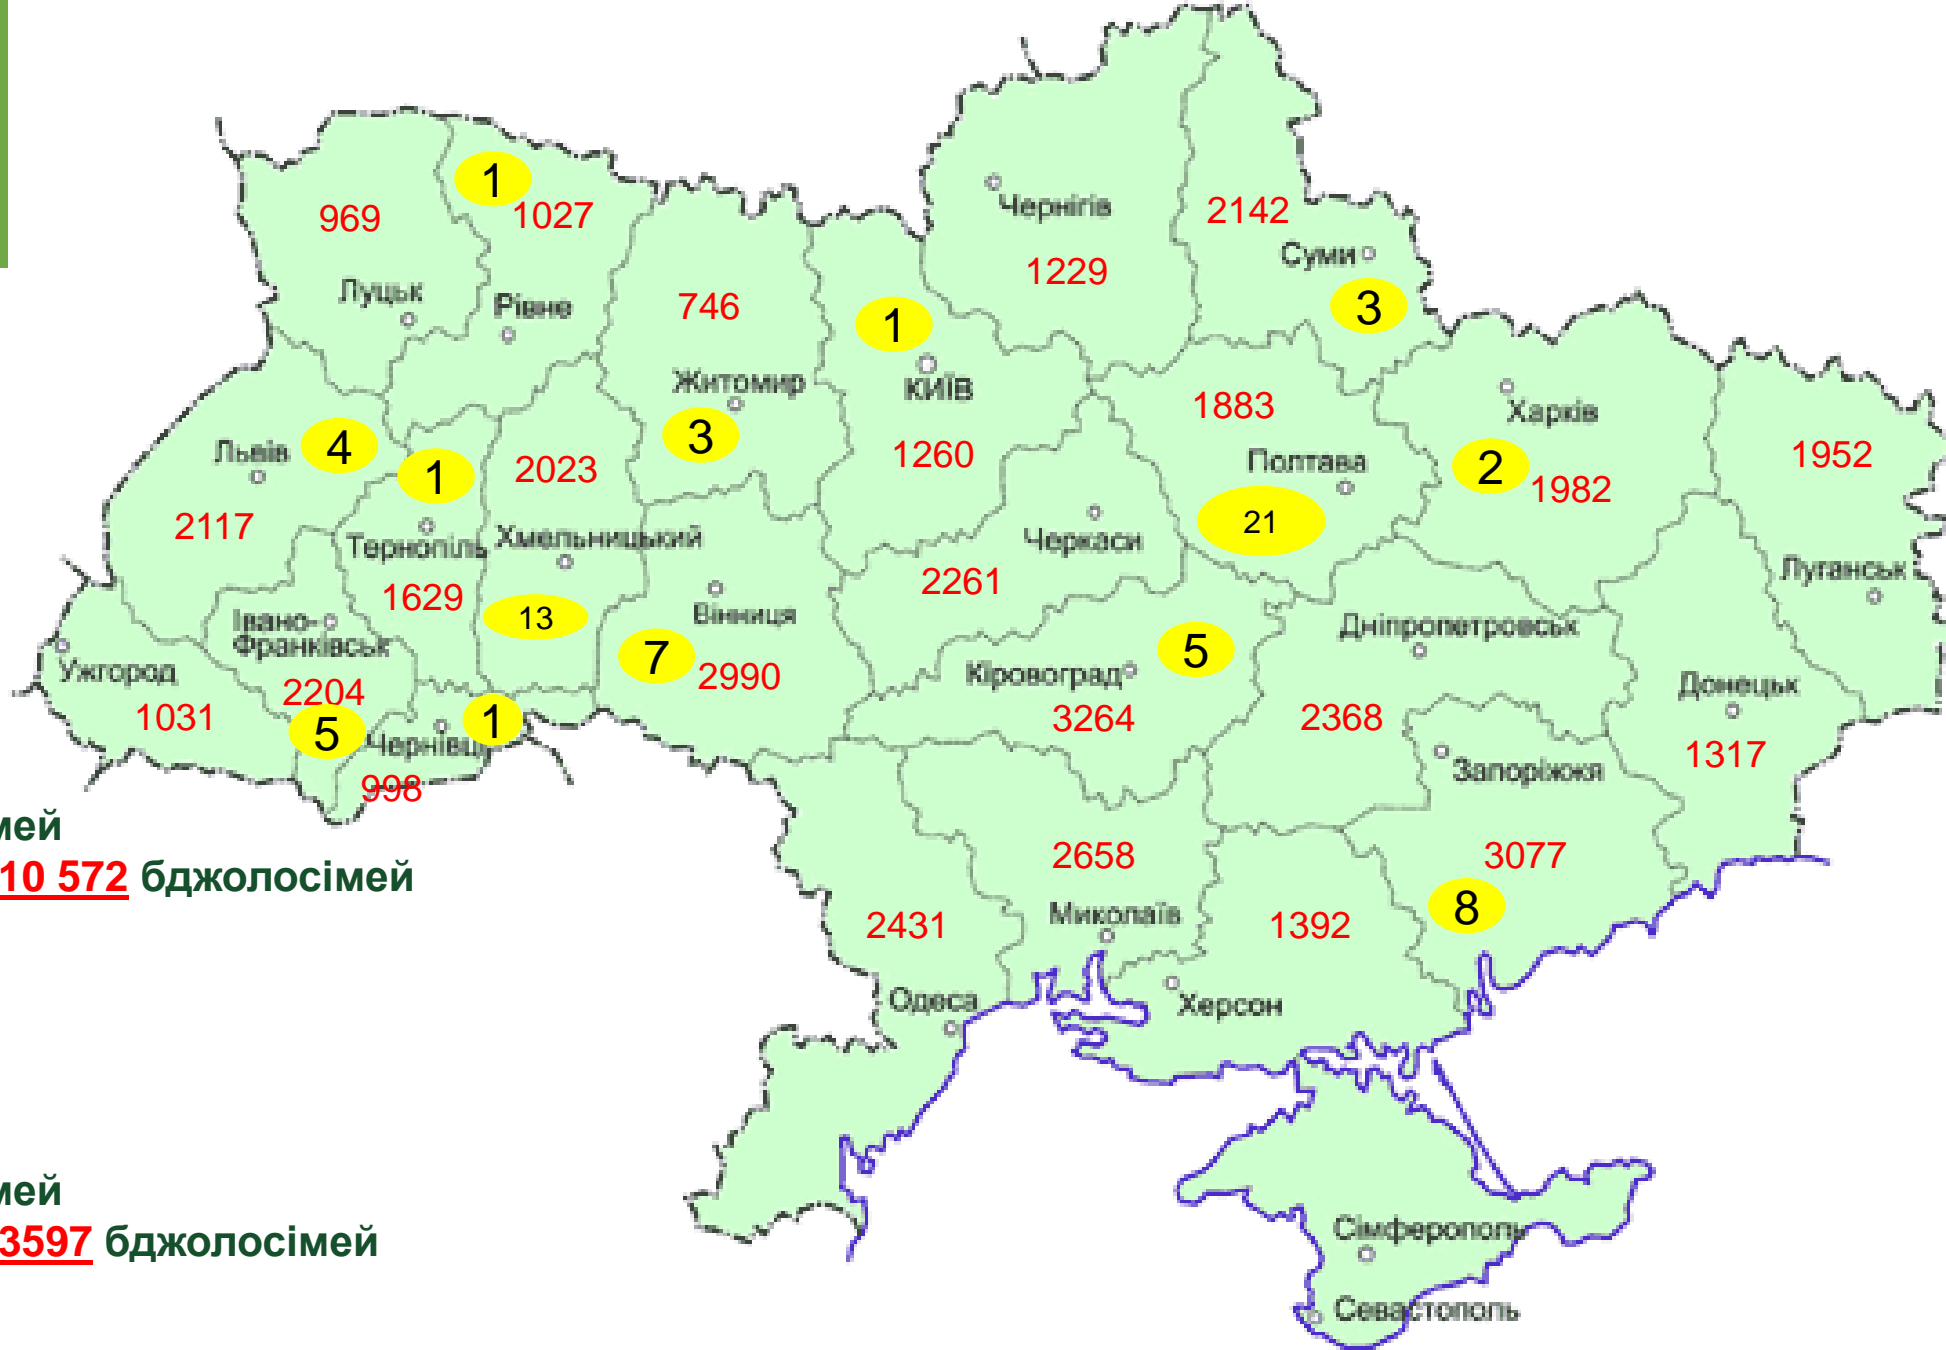 1
969
1027
Чернігів
2142
1229
Суми
Луцьк
Рівне
746
1
3
Житомир
КИЇВ
1883
Харків
Львів
4
1
2023
3
1260
Полтава
2
1982
1952
2117
Тернопіль
Хмельницький
Черкаси
21
Луганськ
1629
13
Вінниця
2261
Дніпропетровськ
Івано-
Франківськ
7
2990
Кіровоград
5
Ужгород
1031
2204
5
Чернівці
1
3264
2368
Донецьк
1317
Запоріжжя
998
мей
10 572 бджолосімей
2658
3077
8
2431
Миколаїв
1392
Одеса
Херсон
мей
3597 бджолосімей
Сімферополь
Севастополь